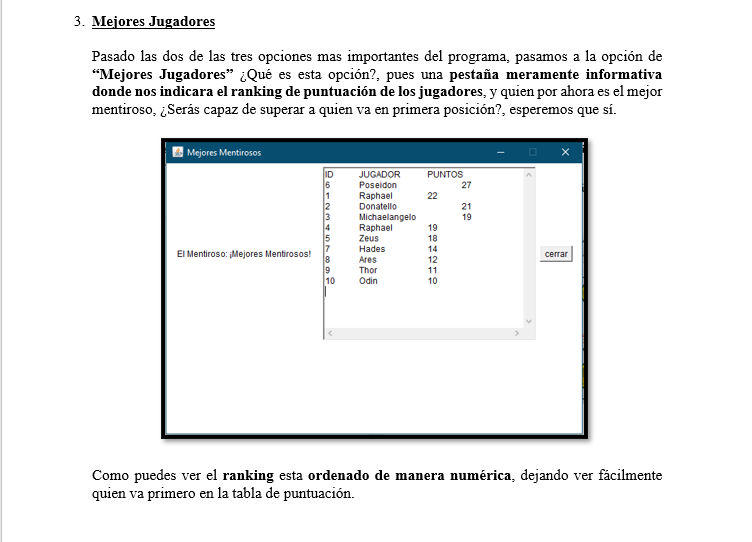 3. Mejores Jugadores
Pasado las dos de las tres opciones mas importantes del programa, pasamos a la opción de
“Mejores Jugadores” ¿Qué es esta opción?, pues una pestaña meramente informativa
donde nos indicara el ranking de puntuación de los jugadores, y quien por ahora es el mejor
mentiroso, ¿Serás capaz de superar a quien va en primera posición?, esperemos que sí.
Mejores Mentirosos
ID JUGADOR PUNTOS
6 Poseidon 27
1 Raphael 22
2 Donatello 21
3 Michaelangelo 19
4 Raphael 19
5 Zeus 18
7 Hades 14
8 Ares 12
9 Thor 11
10 Odin 10
El Mentiroso: ¡Mejores Mentirosos!
cerrar
Como puedes ver el ranking esta ordenado de manera numérica, dejando ver fácilmente
quien va primero en la tabla de puntuación.